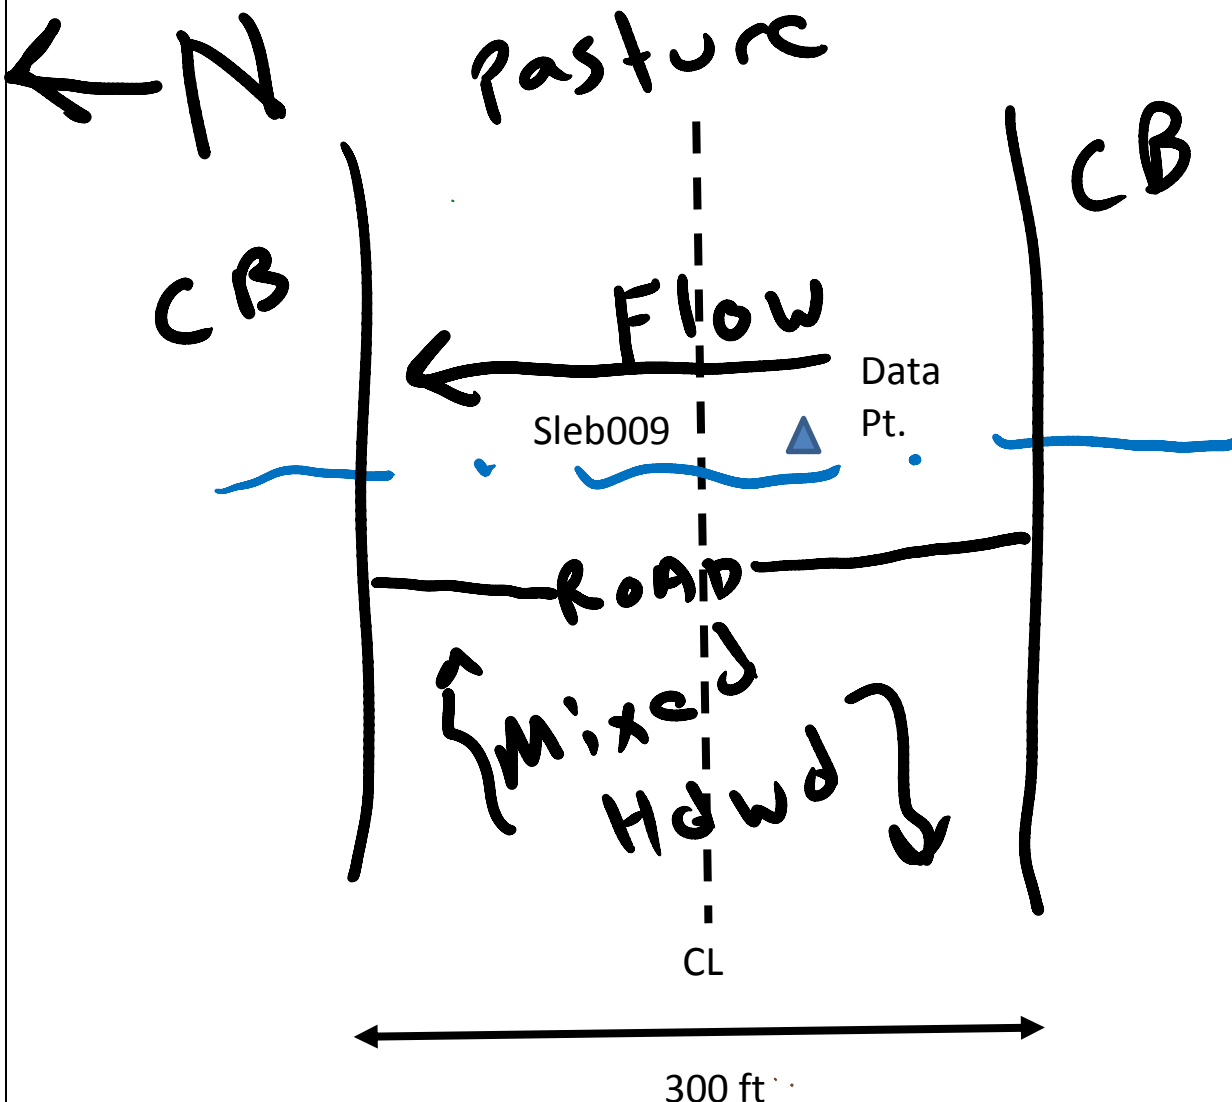 N
Pasture
CB
CB
Flow
Data
Pt.
Sleb009
ROAD
Mixed
Hdwd
CL
300 ft